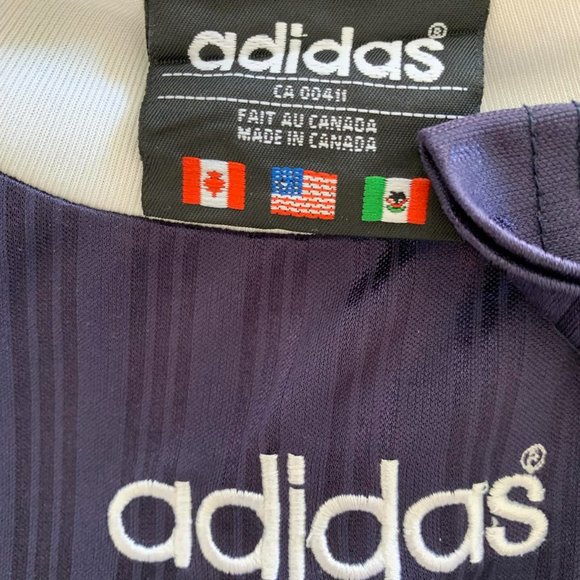 adidas®
CA 00411
FAIT AU CANADA
MADE IN CANADA
adidas®